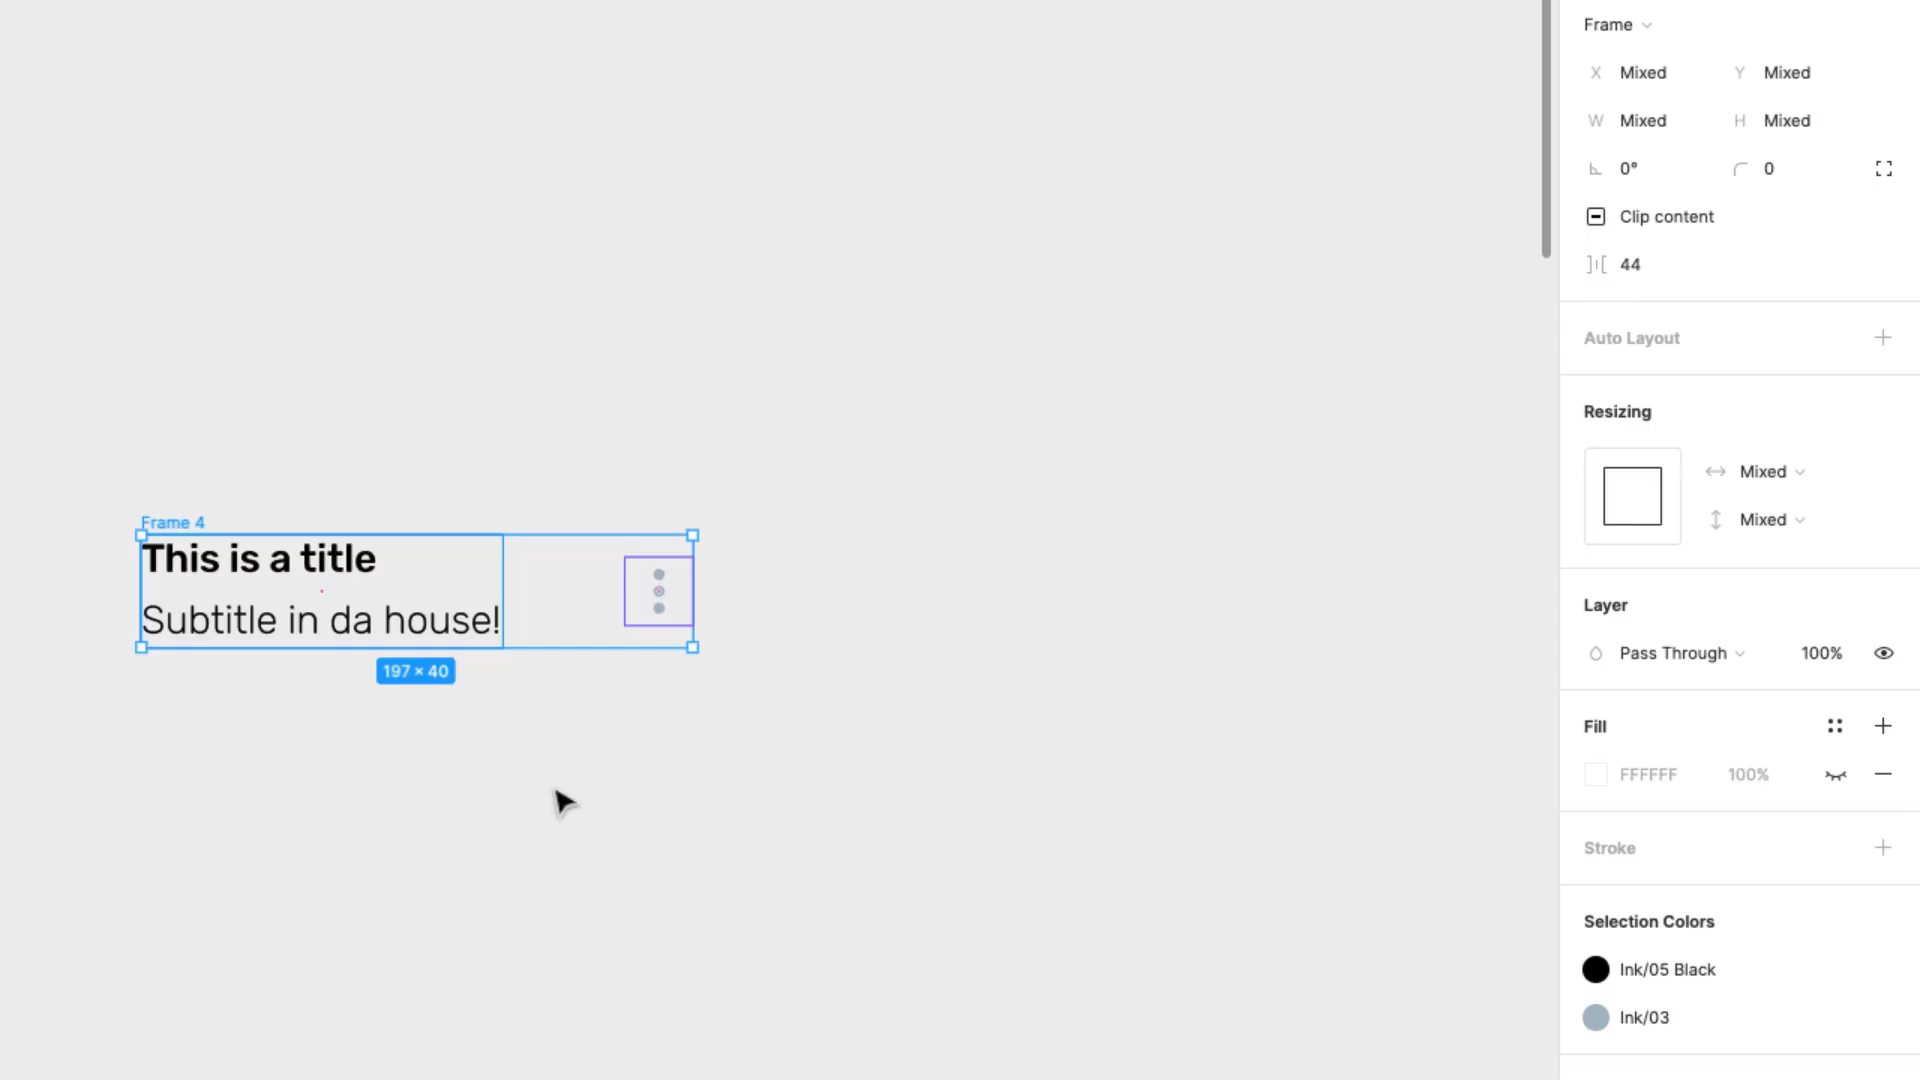 Frame
X Mixed Y Mixed
W Mixed H Mixed
0° 0
Clip content
44
Auto Layout
Resizing
Mixed
Mixed
Frame 4
This is a title
Subtitle in da house!
197 × 40
Layer
Pass Through 100%
Fill
FFFFFF 100%
Stroke
Selection Colors
Ink/05 Black
Ink/03